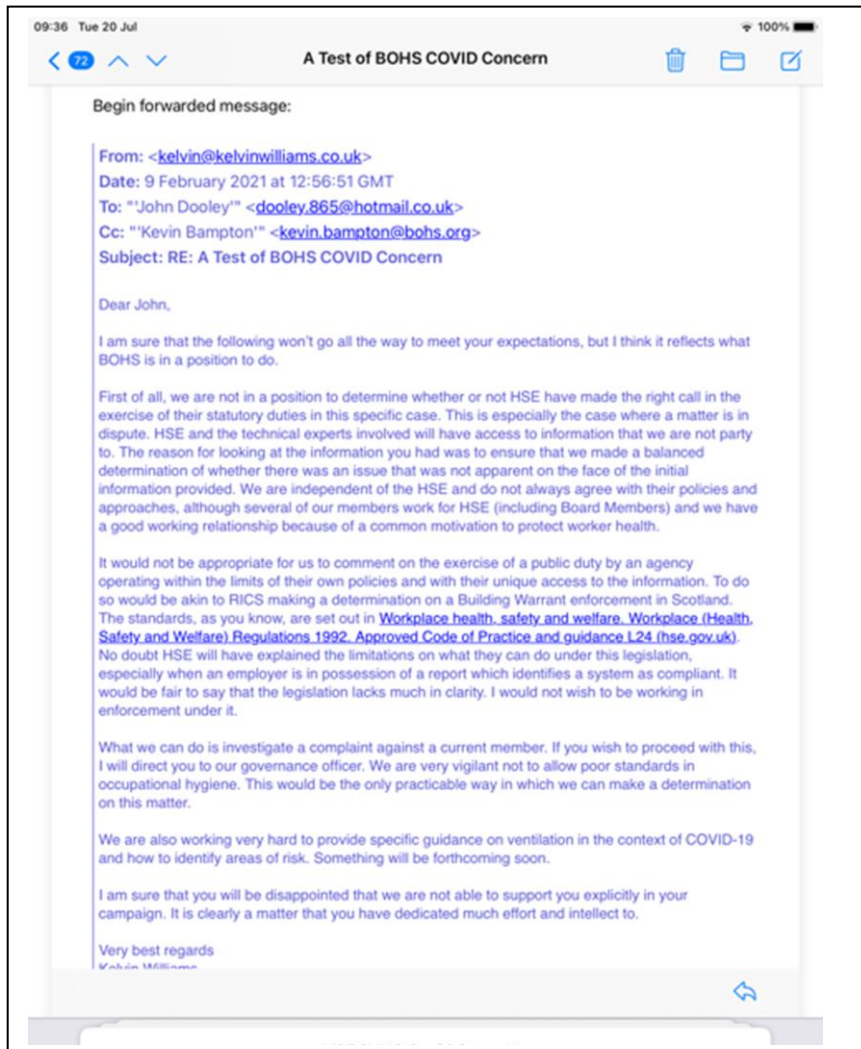 09:36 Tue 20 Jul
100%
72
A Test of BOHS COVID Concern
Begin forwarded message:
From: <kelvin@kelvinwilliams.co.uk>
Date: 9 February 2021 at 12:56:51 GMT
To: "'John Dooley'" <dooley.865@hotmail.co.uk>
Cc: "'Kevin Bampton'" <kevin.bampton@bohs.org>
Subject: RE: A Test of BOHS COVID Concern
Dear John,
I am sure that the following won't go all the way to meet your expectations, but I think it reflects what
BOHS is in a position to do.
First of all, we are not in a position to determine whether or not HSE have made the right call in the
exercise of their statutory duties in this specific case. This is especially the case where a matter is in
dispute. HSE and the technical experts involved will have access to information that we are not party
to. The reason for looking at the information you had was to ensure that we made a balanced
determination of whether there was an issue that was not apparent on the face of the initial
information provided. We are independent of the HSE and do not always agree with their policies and
approaches, although several of our members work for HSE (including Board Members) and we have
a good working relationship because of a common motivation to protect worker health.
It would not be appropriate for us to comment on the exercise of a public duty by an agency
operating within the limits of their own policies and with their unique access to the information. To do
so would be akin to RICS making a determination on a Building Warrant enforcement in Scotland.
The standards, as you know, are set out in Workplace health, safety and welfare. Workplace (Health,
Safety and Welfare) Regulations 1992. Approved Code of Practice and guidance L24 (hse.gov.uk).
No doubt HSE will have explained the limitations on what they can do under this legislation,
especially when an employer is in possession of a report which identifies a system as compliant. It
would be fair to say that the legislation lacks much in clarity. I would not wish to be working in
enforcement under it.
What we can do is investigate a complaint against a current member. If you wish to proceed with this,
I will direct you to our governance officer. We are very vigilant not to allow poor standards in
occupational hygiene. This would be the only practicable way in which we can make a determination
on this matter.
We are also working very hard to provide specific guidance on ventilation in the context of COVID-19
and how to identify areas of risk. Something will be forthcoming soon.
I am sure that you will be disappointed that we are not able to support you explicitly in your
campaign. It is clearly a matter that you have dedicated much effort and intellect to.
Very best regards
Kelvin Williams